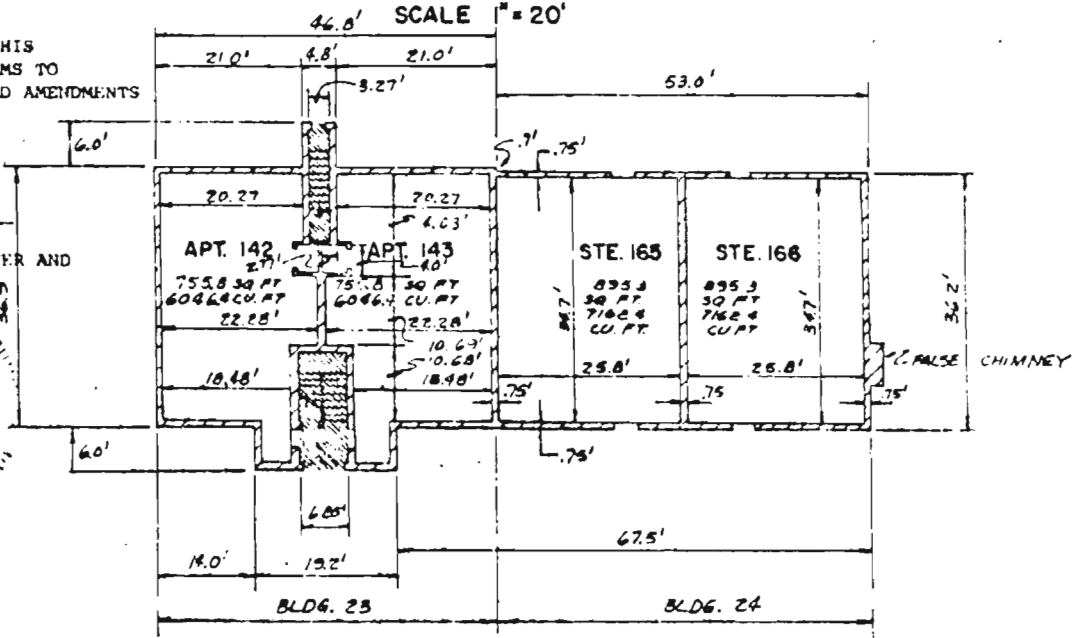 SCALE 1"= 20'
46.8'
HIS
MS TO
D AMENDMENTS
21.0'
4.8'
21.0'
3.27'
53.0'
6.0'
.75'
20.27
20.27
4.03'
ER AND
APT. 142
APT. 143
STE. 165
STE. 166
4.0'
755.8 SQ FT
6046.4 CU. FT
SQ FT
CU. FT
895.3
SQ FT
7162.4
CU. FT.
895.3
SQ FT
7162.4
CU FT
34.7'
34.7'
36.2'
22.28'
22.28'
10.69'
10.68'
18.48'
18.48'
25.8'
25.8'
FALSE CHIMNEY
.75'
.75
.75'
6.0'
.75'
6.85'
67.5'
14.0'
19.2'
BLDG. 23
BLDG. 24